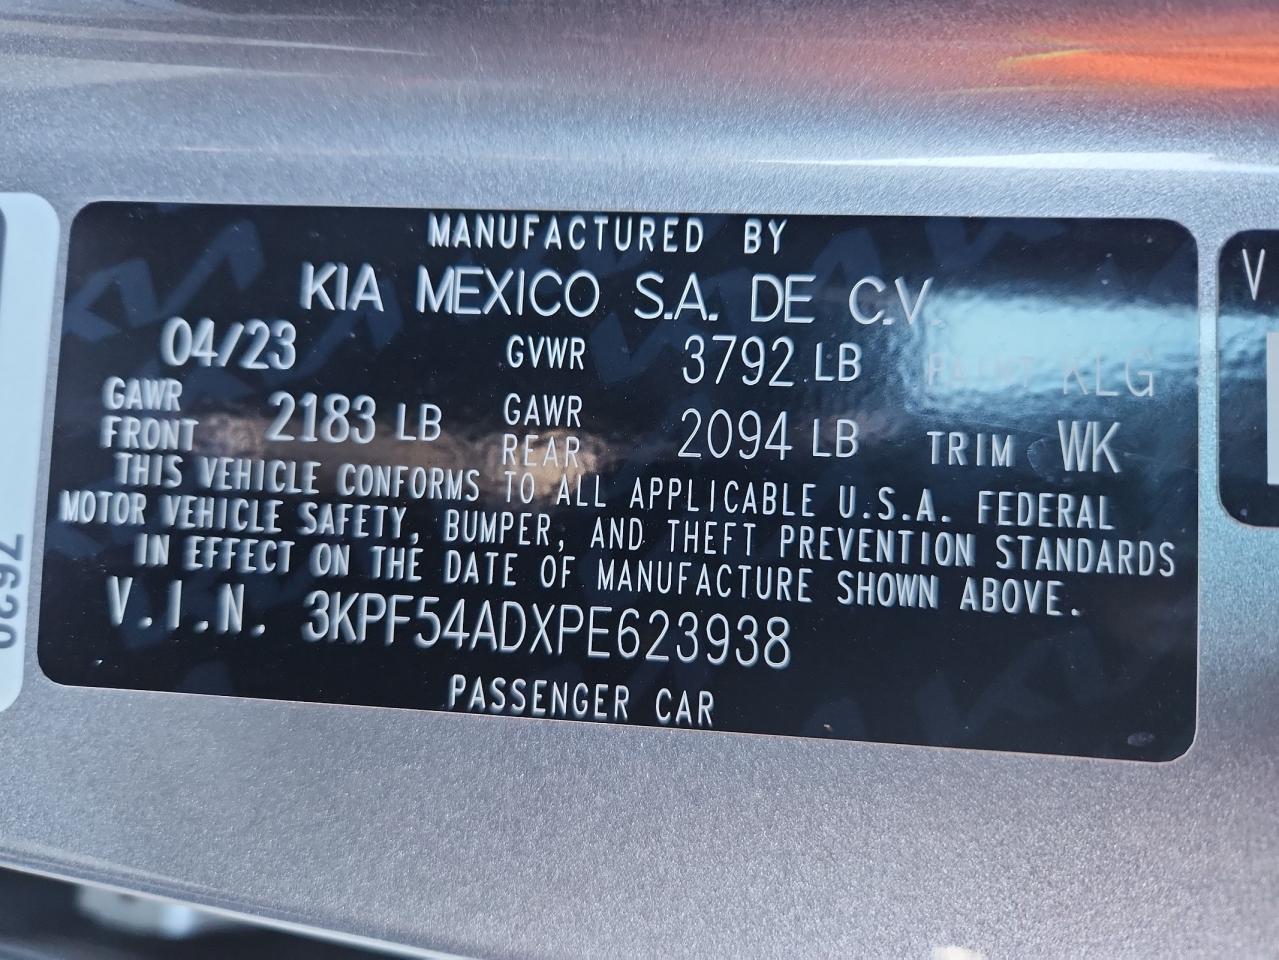 MANUFACTURED BY
KIA MEXICO S.A. DE C.V.
04/23 GVWR 3792 LB PAINT KLG
GAWR FRONT 2183 LB GAWR REAR 2094 LB TRIM WK
THIS VEHICLE CONFORMS TO ALL APPLICABLE U.S.A. FEDERAL
MOTOR VEHICLE SAFETY, BUMPER, AND THEFT PREVENTION STANDARDS
IN EFFECT ON THE DATE OF MANUFACTURE SHOWN ABOVE.
V.I.N. 3KPF54ADXPE623938
PASSENGER CAR
V